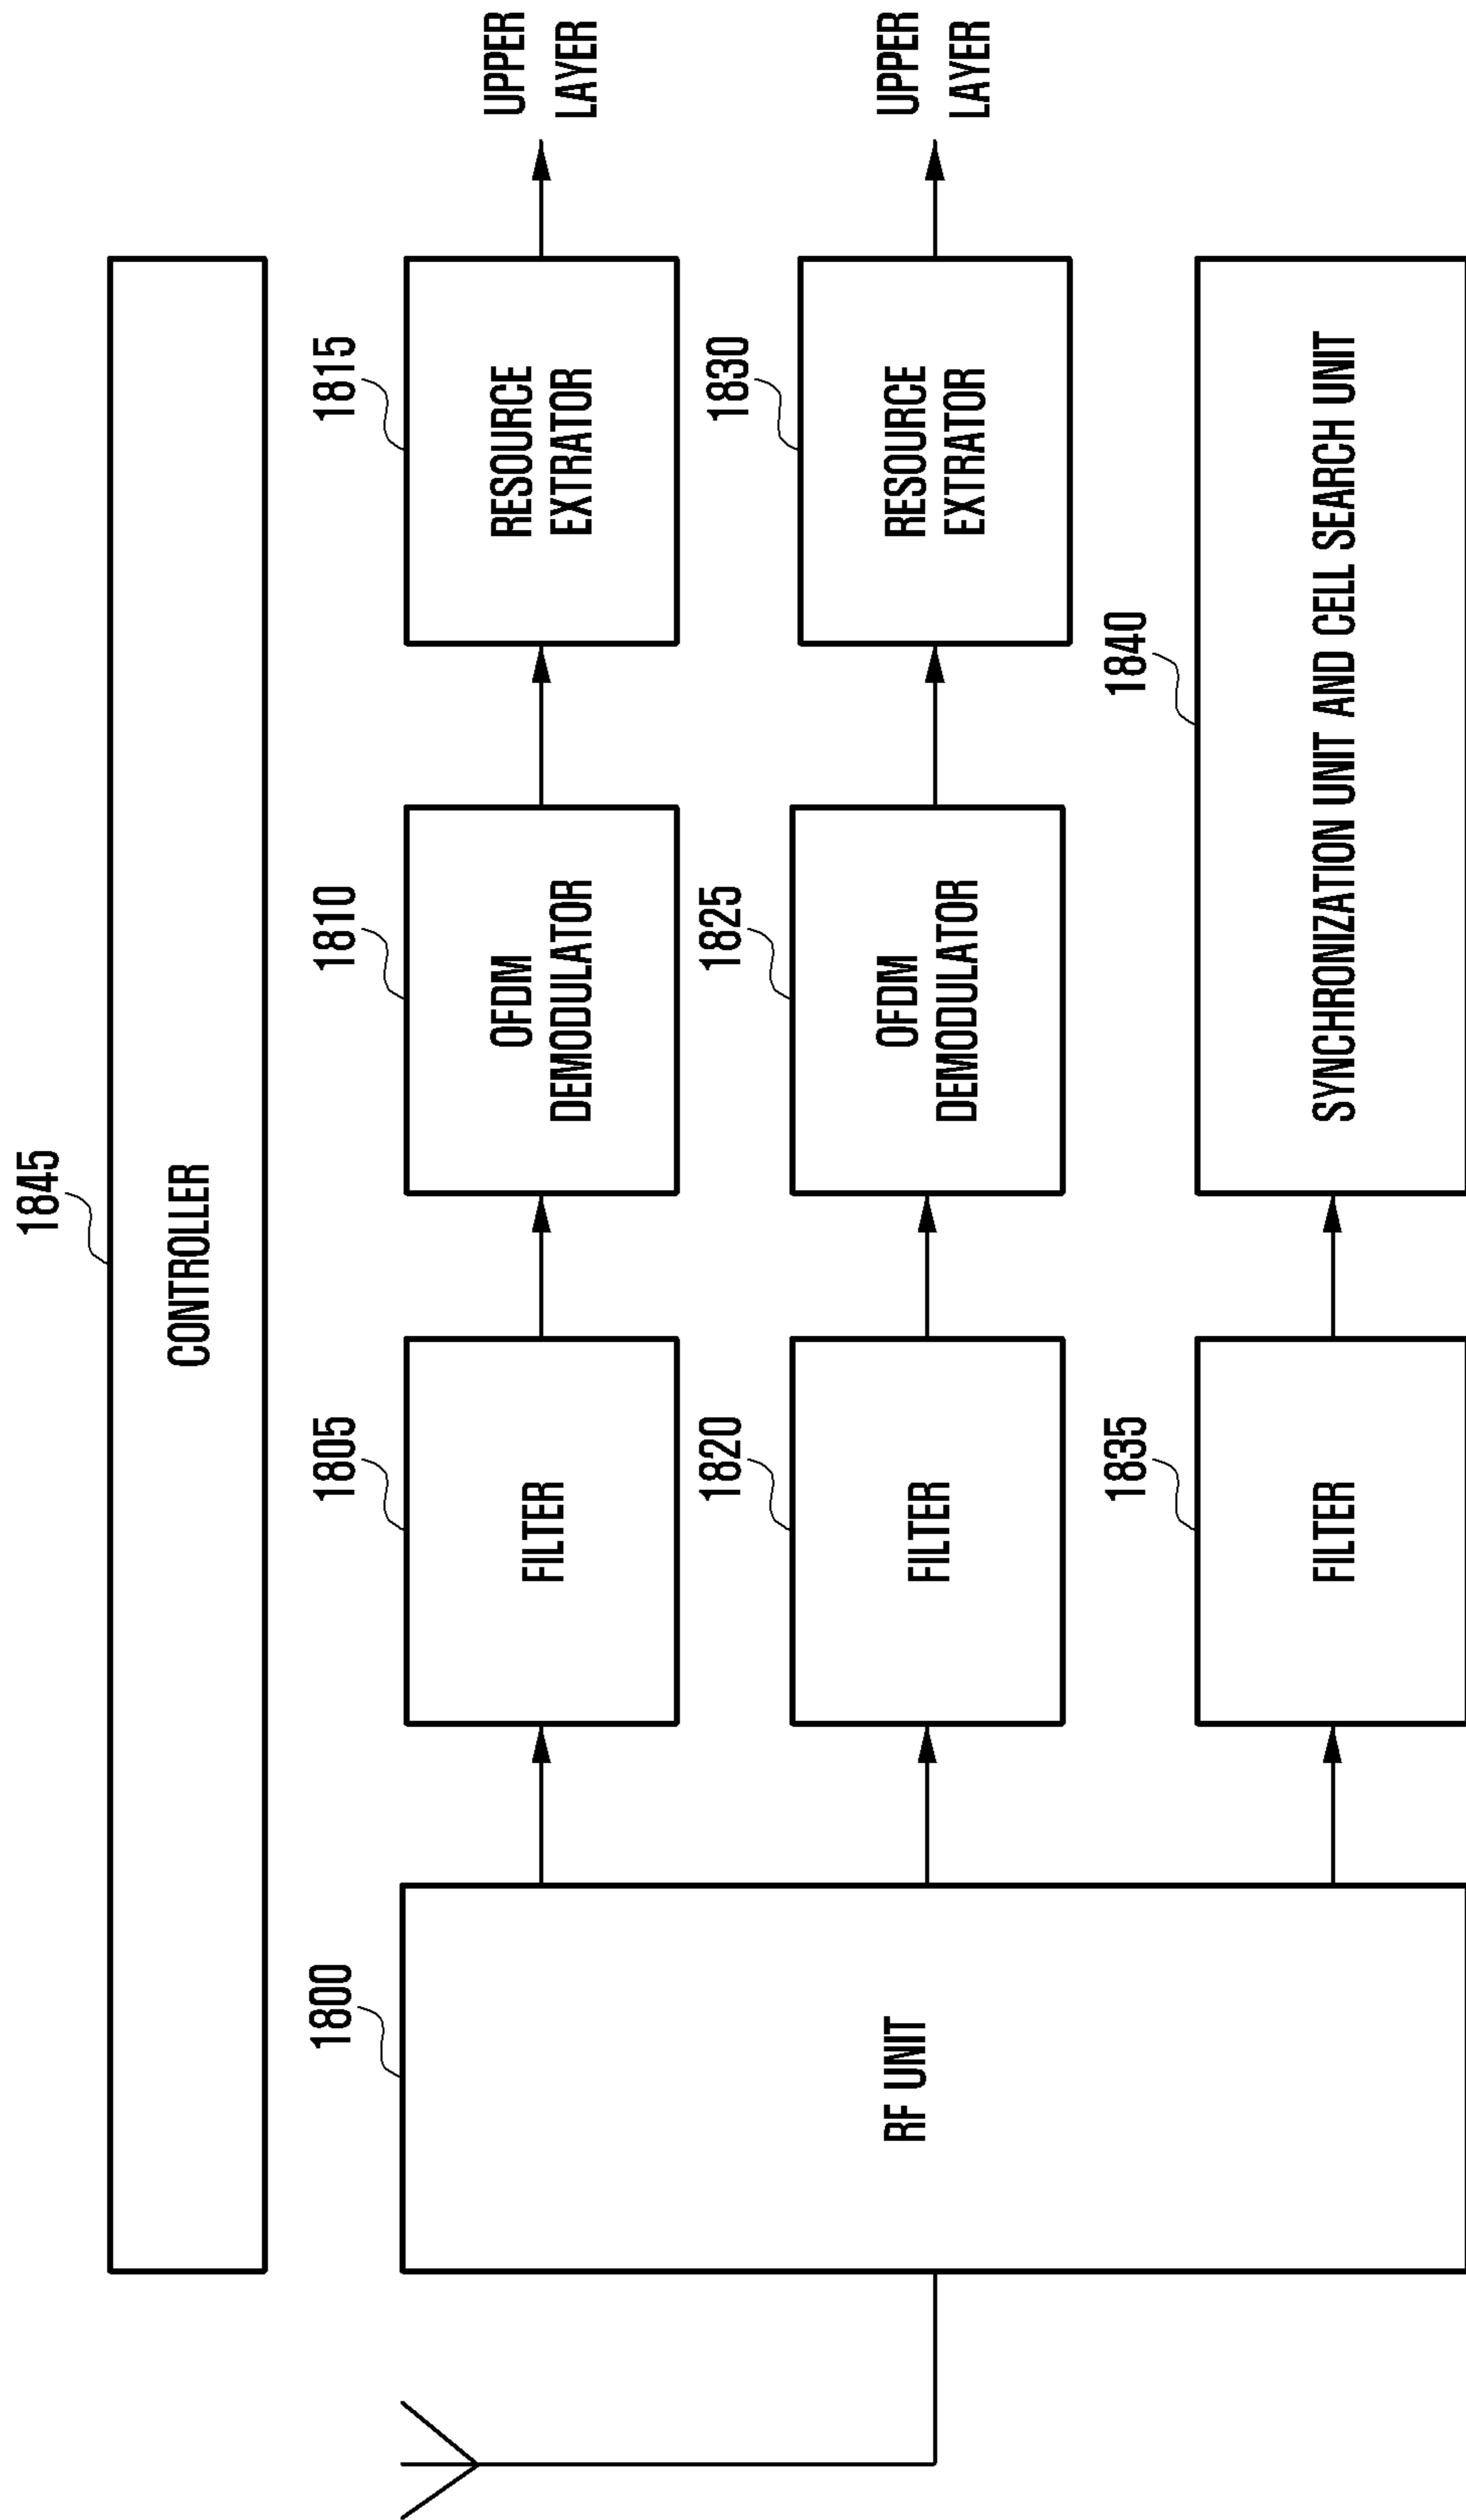 1845
CONTROLLER
1800
RF UNIT
1805
FILTER
1810
OFDM
DEMODULATOR
1815
RESOURCE
EXTRATOR
UPPER
LAYER
1820
FILTER
1825
OFDM
DEMODULATOR
1830
RESOURCE
EXTRATOR
UPPER
LAYER
1835
FILTER
1840
SYNCHRONIZATION UNIT AND CELL SEARCH UNIT